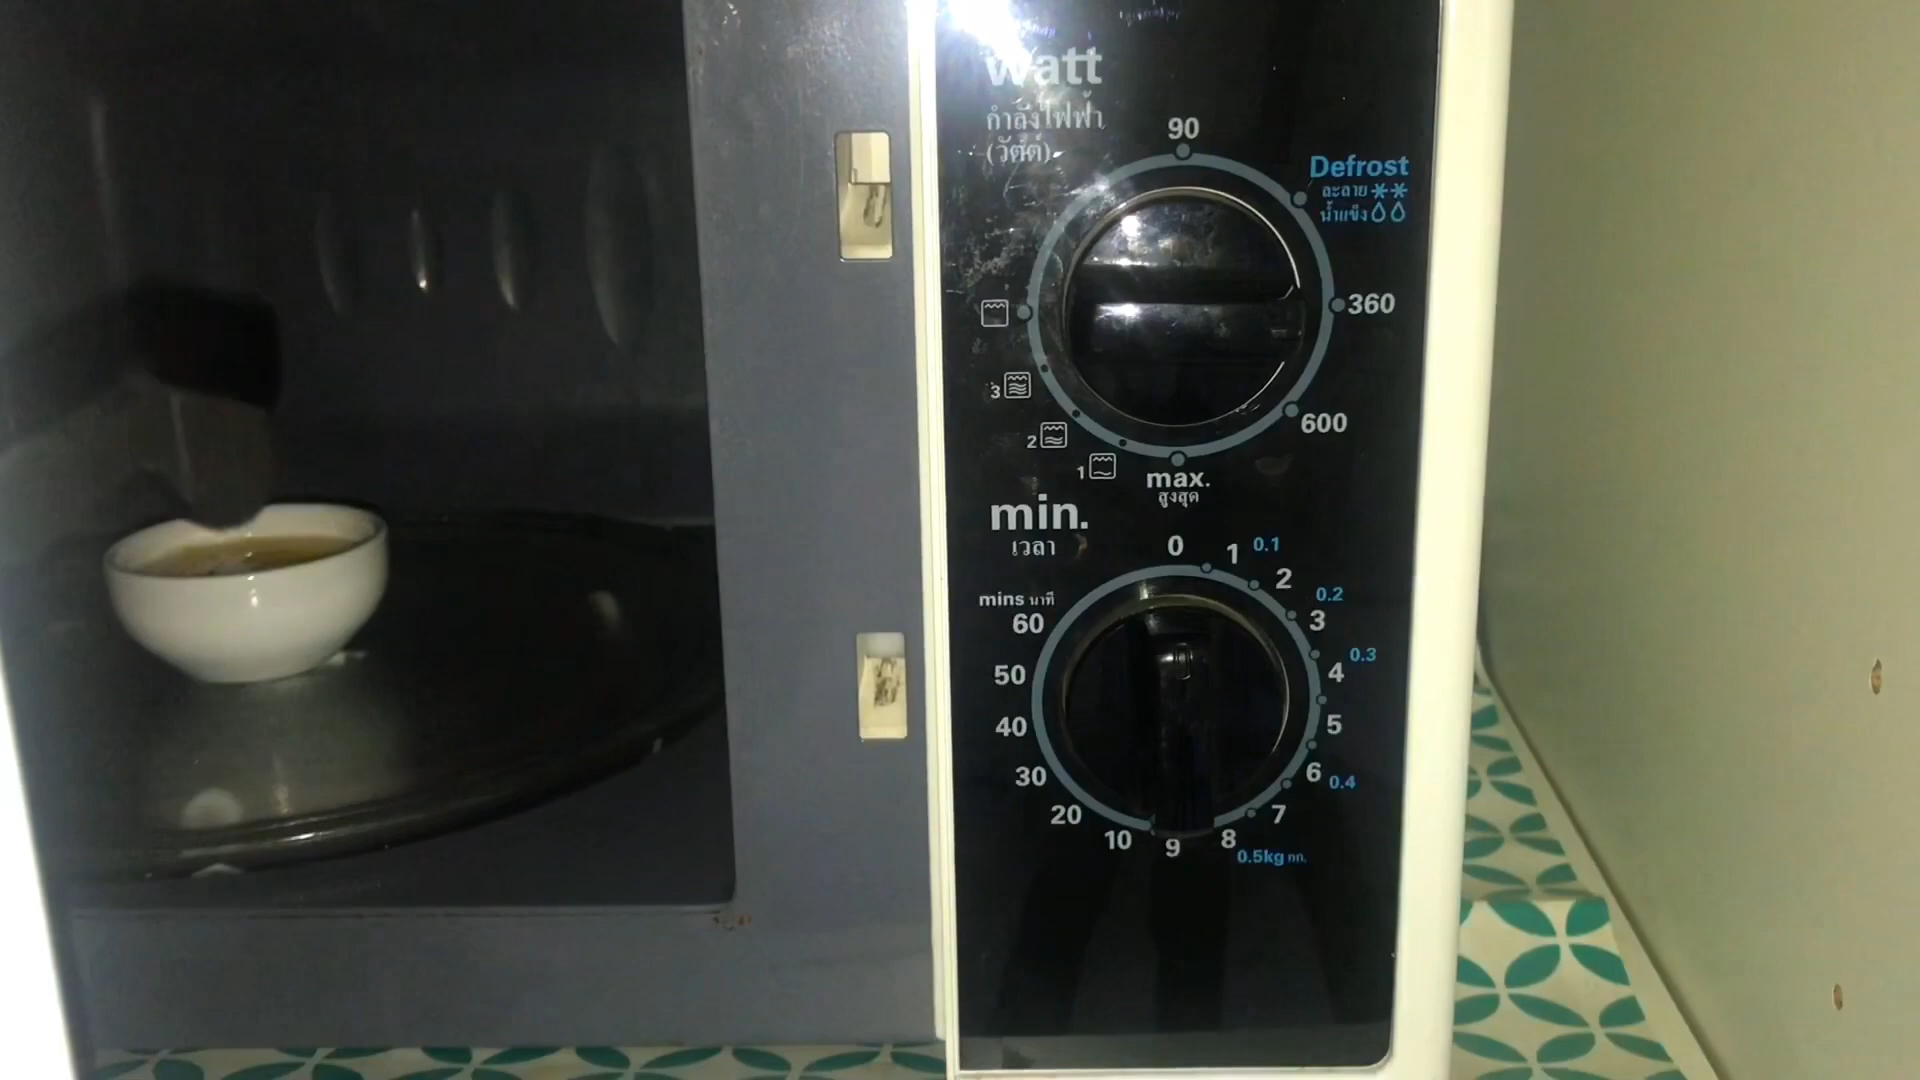 watt
กำลังไฟฟ้า
(วัตต์)
90
Defrost
ละลาย
น้ำแข็ง
360
600
3
2
1
max.
สูงสุด
min.
เวลา
0
1
0.1
2
0.2
3
0.3
4
5
6
0.4
7
8
0.5kg กก.
9
10
20
30
40
50
60
mins นาที